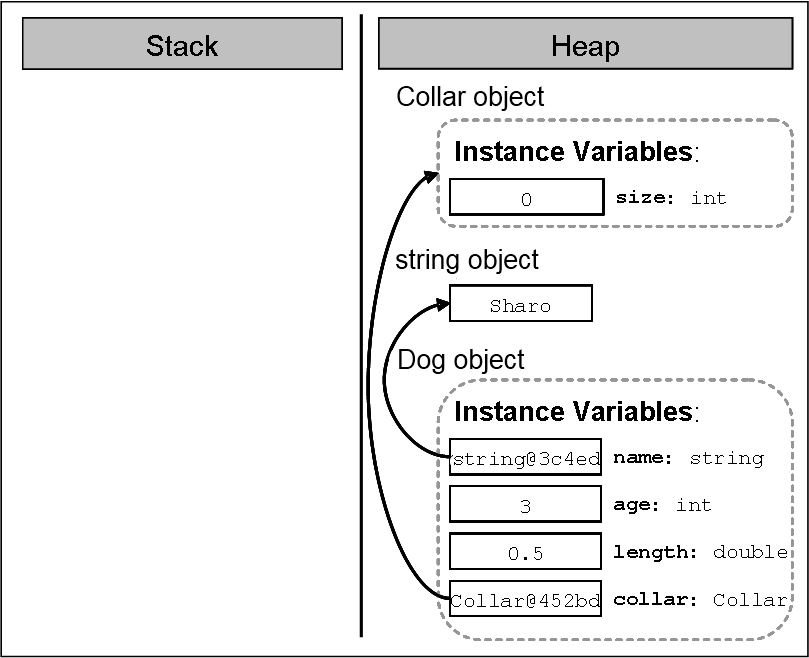 Stack
Heap
Collar object
Instance Variables:
0 size: int
string object
Sharo
Dog object
Instance Variables:
string@3c4ed name: string
3 age: int
0.5 length: double
Collar@452bd collar: Collar